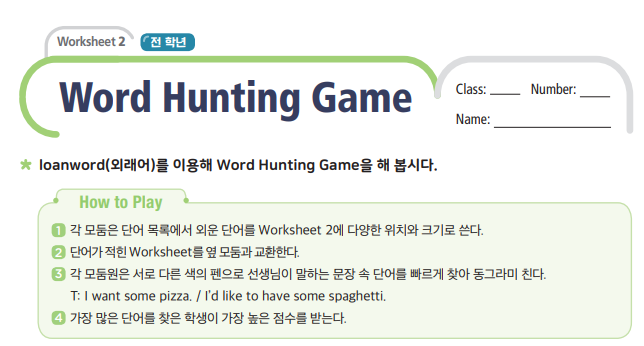 Worksheet 2 전 학년
Word Hunting Game
Class: ____ Number: ____
Name: ____
* loanword(외래어)를 이용해 Word Hunting Game을 해 봅시다.
How to Play
1 각 모둠은 단어 목록에서 외운 단어를 Worksheet 2에 다양한 위치와 크기로 쓴다.
2 단어가 적힌 Worksheet를 옆 모둠과 교환한다.
3 각 모둠원은 서로 다른 색의 펜으로 선생님이 말하는 문장 속 단어를 빠르게 찾아 동그라미 친다.
T: I want some pizza. / I'd like to have some spaghetti.
4 가장 많은 단어를 찾은 학생이 가장 높은 점수를 받는다.